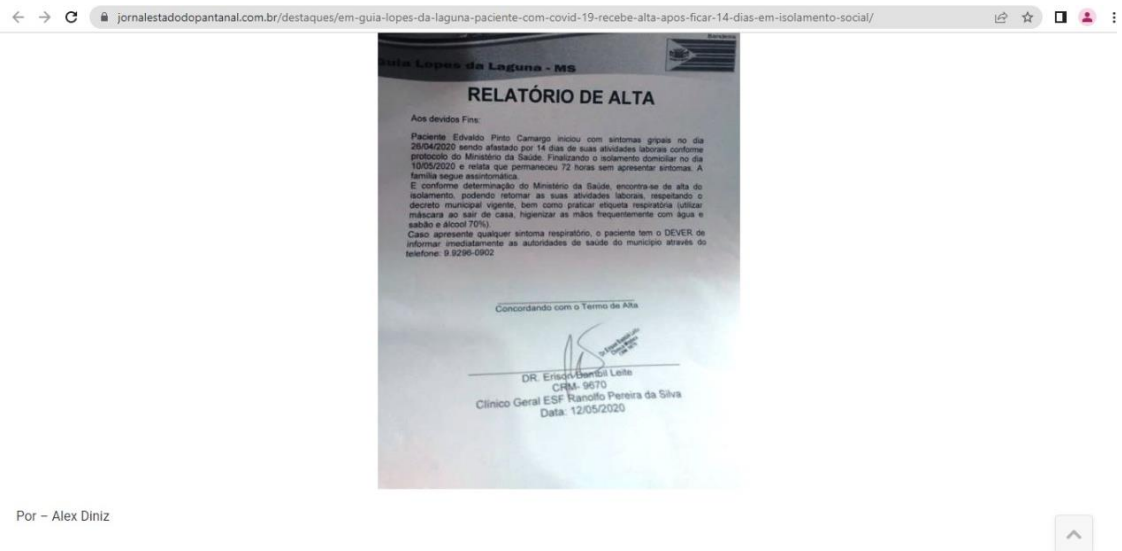 jornalestadodopantanal.com.br/destaques/em-guia-lopes-da-laguna-paciente-com-covid-19-recebe-alta-apos-ficar-14-dias-em-isolamento-social/
Bandeira
Guia Lopes da Laguna - MS
RELATÓRIO DE ALTA
Aos devidos Fins:
Paciente Edvaldo Pinto Camargo iniciou com sintomas gripais no dia
26/04/2020 sendo afastado por 14 dias de suas atividades laborais conforme
protocolo do Ministério da Saúde. Finalizando o isolamento domiciliar no dia
10/05/2020 e relata que permaneceu 72 horas sem apresentar sintomas. A
família segue assintomática.
E conforme determinação do Ministério da Saúde, encontra-se de alta do
isolamento, podendo retornar as suas atividades laborais, respeitando o
decreto municipal vigente, bem como praticar etiqueta respiratória (utilizar
máscara ao sair de casa, higienizar as mãos frequentemente com água e
sabão e álcool 70%).
Caso apresente qualquer sintoma respiratório, o paciente tem o DEVER de
informar imediatamente as autoridades de saúde do município através do
telefone: 9.9296-0902
Concordando com o Termo de Alta
DR. Erison Bambil Leite
CRM- 9670
Clínico Geral ESF Ranolfo Pereira da Silva
Data: 12/05/2020
Por – Alex Diniz